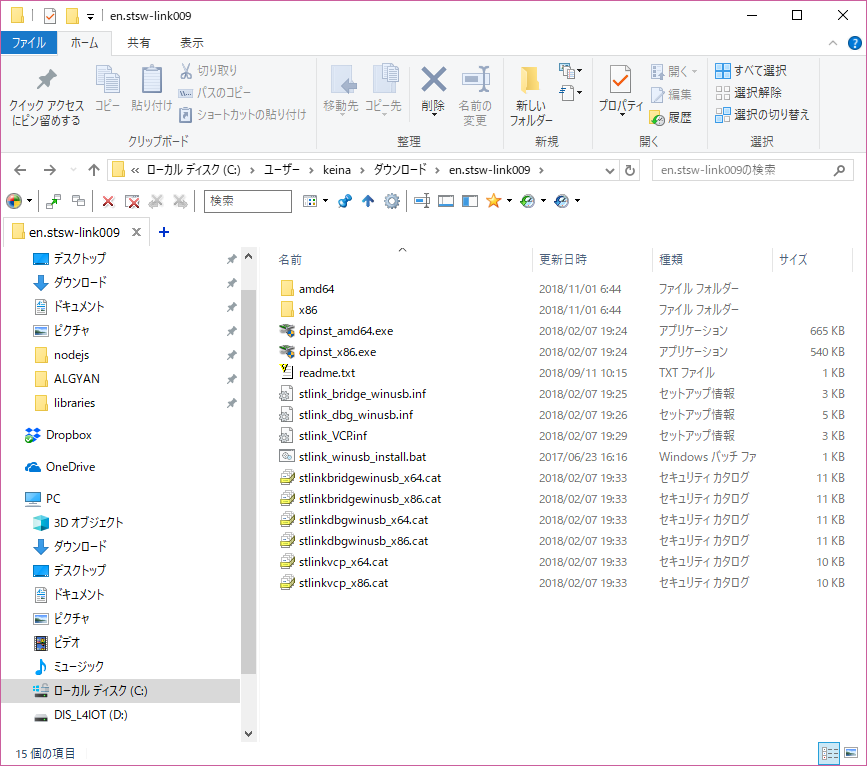 en.stsw-link009
ファイル ホーム 共有 表示
クイック アクセスにピン留めする
コピー
貼り付け
切り取り
パスのコピー
ショートカットの貼り付け
クリップボード
移動先
コピー先
削除
名前の変更
整理
新しいフォルダー
新規
プロパティ
開く
編集
履歴
開く
すべて選択
選択解除
選択の切り替え
選択
« ローカル ディスク (C:) › ユーザー › keina › ダウンロード › en.stsw-link009 ›
en.stsw-link009の検索
検索
en.stsw-link009
デスクトップ
ダウンロード
ドキュメント
ピクチャ
nodejs
ALGYAN
libraries
Dropbox
OneDrive
PC
3D オブジェクト
ダウンロード
デスクトップ
ドキュメント
ピクチャ
ビデオ
ミュージック
ローカル ディスク (C:)
DIS_L4IOT (D:)
名前 更新日時 種類 サイズ
amd64 2018/11/01 6:44 ファイル フォルダー
x86 2018/11/01 6:44 ファイル フォルダー
dpinst_amd64.exe 2018/02/07 19:24 アプリケーション 665 KB
dpinst_x86.exe 2018/02/07 19:24 アプリケーション 540 KB
readme.txt 2018/09/11 10:15 TXT ファイル 1 KB
stlink_bridge_winusb.inf 2018/02/07 19:25 セットアップ情報 3 KB
stlink_dbg_winusb.inf 2018/02/07 19:26 セットアップ情報 5 KB
stlink_VCP.inf 2018/02/07 19:29 セットアップ情報 3 KB
stlink_winusb_install.bat 2017/06/23 16:16 Windows バッチ ファ 1 KB
stlinkbridgewinusb_x64.cat 2018/02/07 19:33 セキュリティ カタログ 11 KB
stlinkbridgewinusb_x86.cat 2018/02/07 19:33 セキュリティ カタログ 11 KB
stlinkdbgwinusb_x64.cat 2018/02/07 19:33 セキュリティ カタログ 11 KB
stlinkdbgwinusb_x86.cat 2018/02/07 19:33 セキュリティ カタログ 11 KB
stlinkvcp_x64.cat 2018/02/07 19:33 セキュリティ カタログ 10 KB
stlinkvcp_x86.cat 2018/02/07 19:33 セキュリティ カタログ 10 KB
15 個の項目